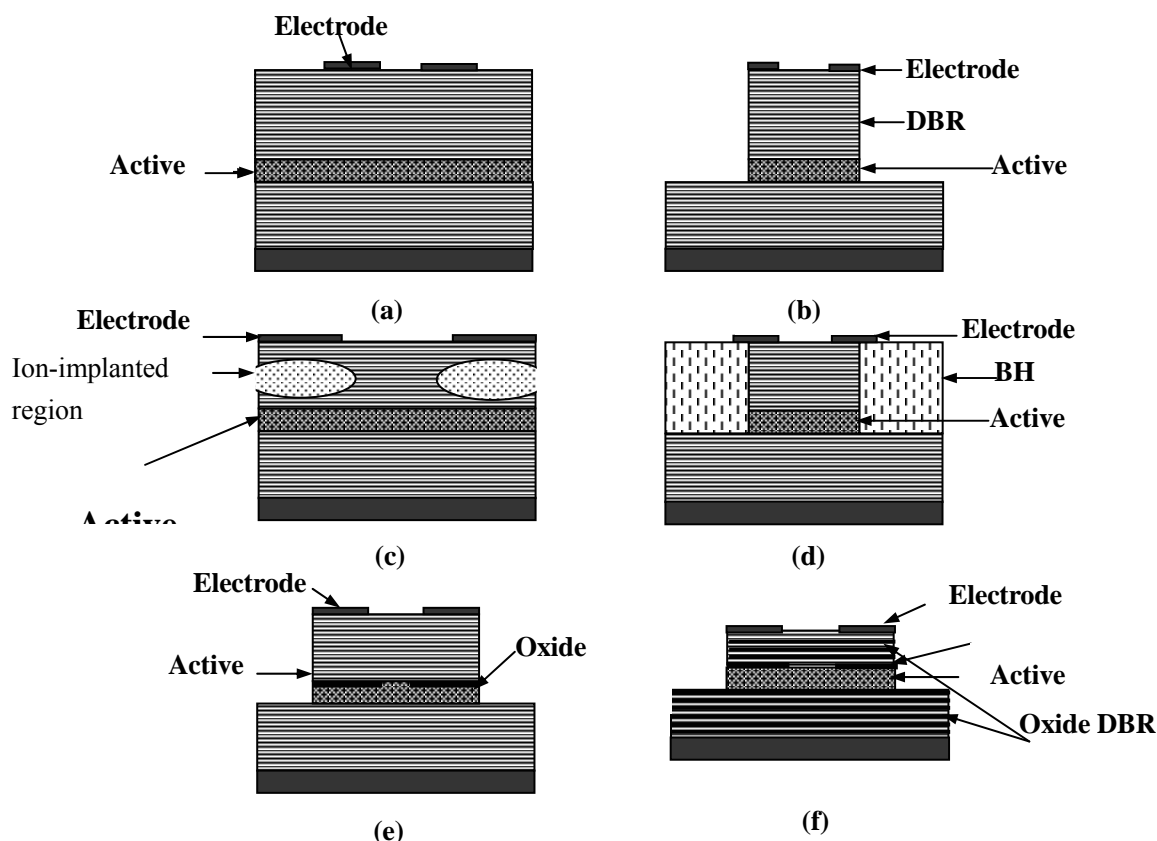 Electrode
Active
(a)
Electrode
DBR
Active
(b)
Electrode
Ion-implanted
region
Active
(c)
Electrode
BH
Active
(d)
Electrode
Active
Oxide
(e)
Electrode
Active
Oxide DBR
(f)